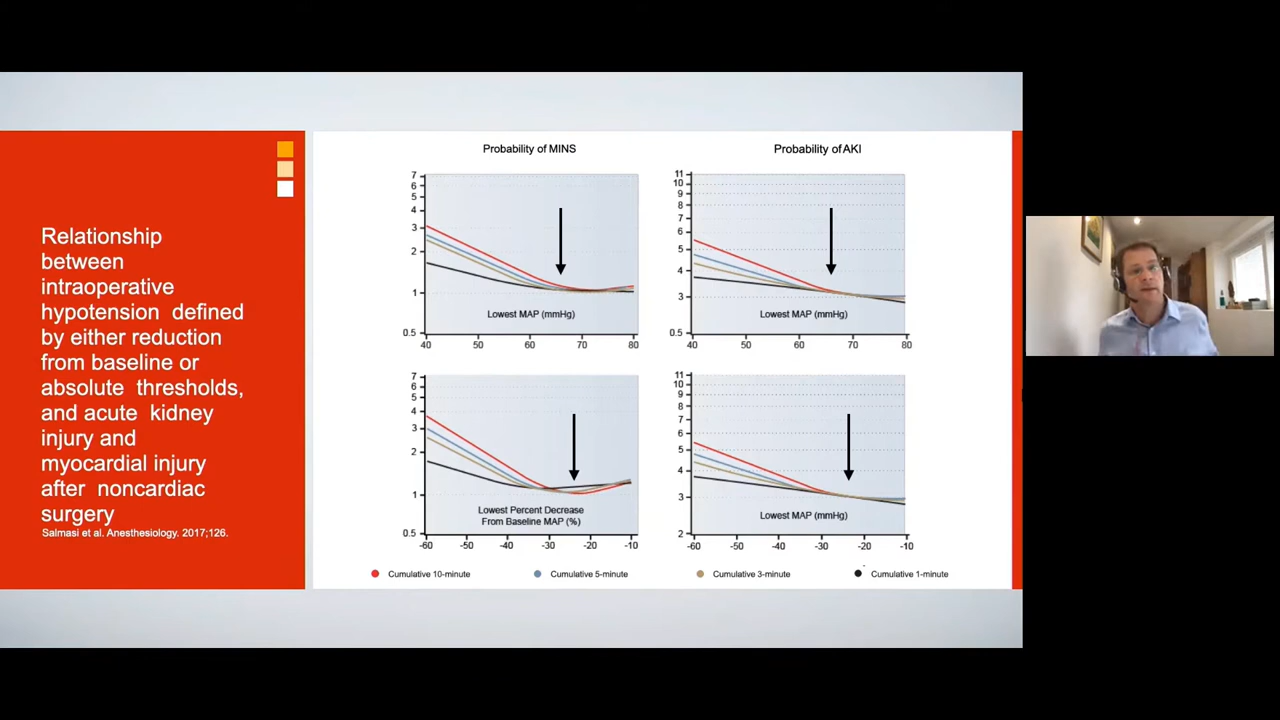 Relationship
between
intraoperative
hypotension defined
by either reduction
from baseline or
absolute thresholds,
and acute kidney
injury and
myocardial injury
after noncardiac
surgery
Salmasi et al. Anesthesiology. 2017;126.
Probability of MINS
7
6
5
4
3
2
1
0.5
Lowest MAP (mmHg)
40 50 60 70 80
Probability of AKI
11
10
9
8
7
6
5
4
3
0.5
Lowest MAP (mmHg)
40 50 60 70 80
7
6
5
4
3
2
1
0.5
Lowest Percent Decrease
From Baseline MAP (%)
-60 -50 -40 -30 -20 -10
11
10
9
8
7
6
5
4
3
2
Lowest MAP (mmHg)
-60 -50 -40 -30 -20 -10
Cumulative 10-minute Cumulative 5-minute Cumulative 3-minute Cumulative 1-minute